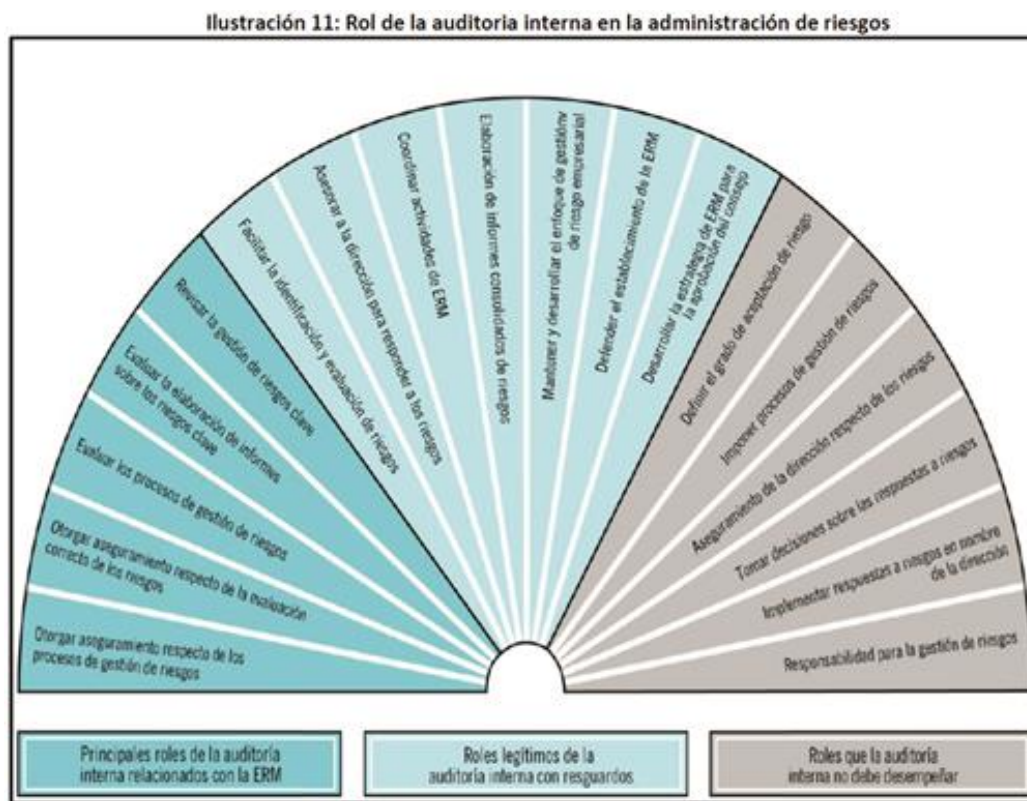 Ilustración 11: Rol de la auditoria interna en la administración de riesgos
Otorgar aseguramiento respecto de los
procesos de gestión de riesgos
Otorgar aseguramiento respecto de la evaluación
correcta de los riesgos
Evaluar los procesos de gestión de riesgos
Evaluar la elaboración de informes
sobre los riesgos clave
Revisar la gestión de riesgos clave
Facilitar la identificación y evaluación de riesgos
Asesorar a la dirección para responder a los riesgos
Coordinar actividades de ERM
Elaboración de informes consolidados de riesgos
Mantener y desarrollar el enfoque de gestiónv
de riesgo empresarial
Defender el establecimiento de la ERM
Desarrollar la estrategia de ERM para
la aprobación del consejo
Definir el grado de aceptación de riesgo
Imponer procesos de gestión de riesgos
Aseguramiento de la dirección respecto de los riesgos
Tomar decisiones sobre las respuestas a riesgos
Implementar respuestas a riesgos en nombre
de la dirección
Responsabilidad para la gestión de riesgos
Principales roles de la auditoría
interna relacionados con la ERM
Roles legítimos de la
auditoría interna con resguardos
Roles que la auditoría
interna no debe desempeñar